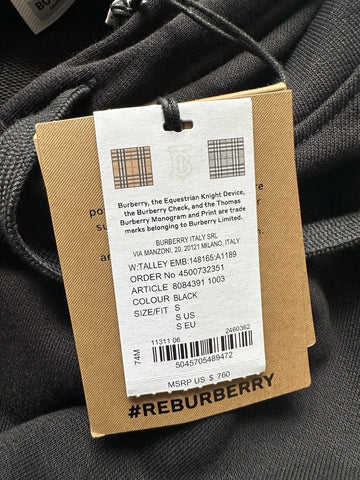 Burberry, the Equestrian Knight Device,
the Burberry Check, and the Thomas
Burberry Monogram and Print are trade
marks belonging to Burberry Limited.
BURBERRY ITALY SRL
VIA MANZONI, 20, 20121 MILANO, ITALY
W:TALLEY EMB:148165:A1189
ORDER No 4500732351
ARTICLE 8084391 1003
COLOUR BLACK
SIZE/FIT S
S US
S EU
74M
11311 06 2460362
5045705489472
MSRP US $ 760
#REBURBERRY